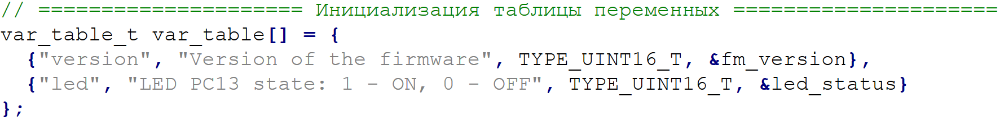 // ===================== Инициализация таблицы переменных =====================
var_table_t var_table[] = {
  {"version", "Version of the firmware", TYPE_UINT16_T, &fm_version},
  {"led", "LED PC13 state: 1 - ON, 0 - OFF", TYPE_UINT16_T, &led_status}
};